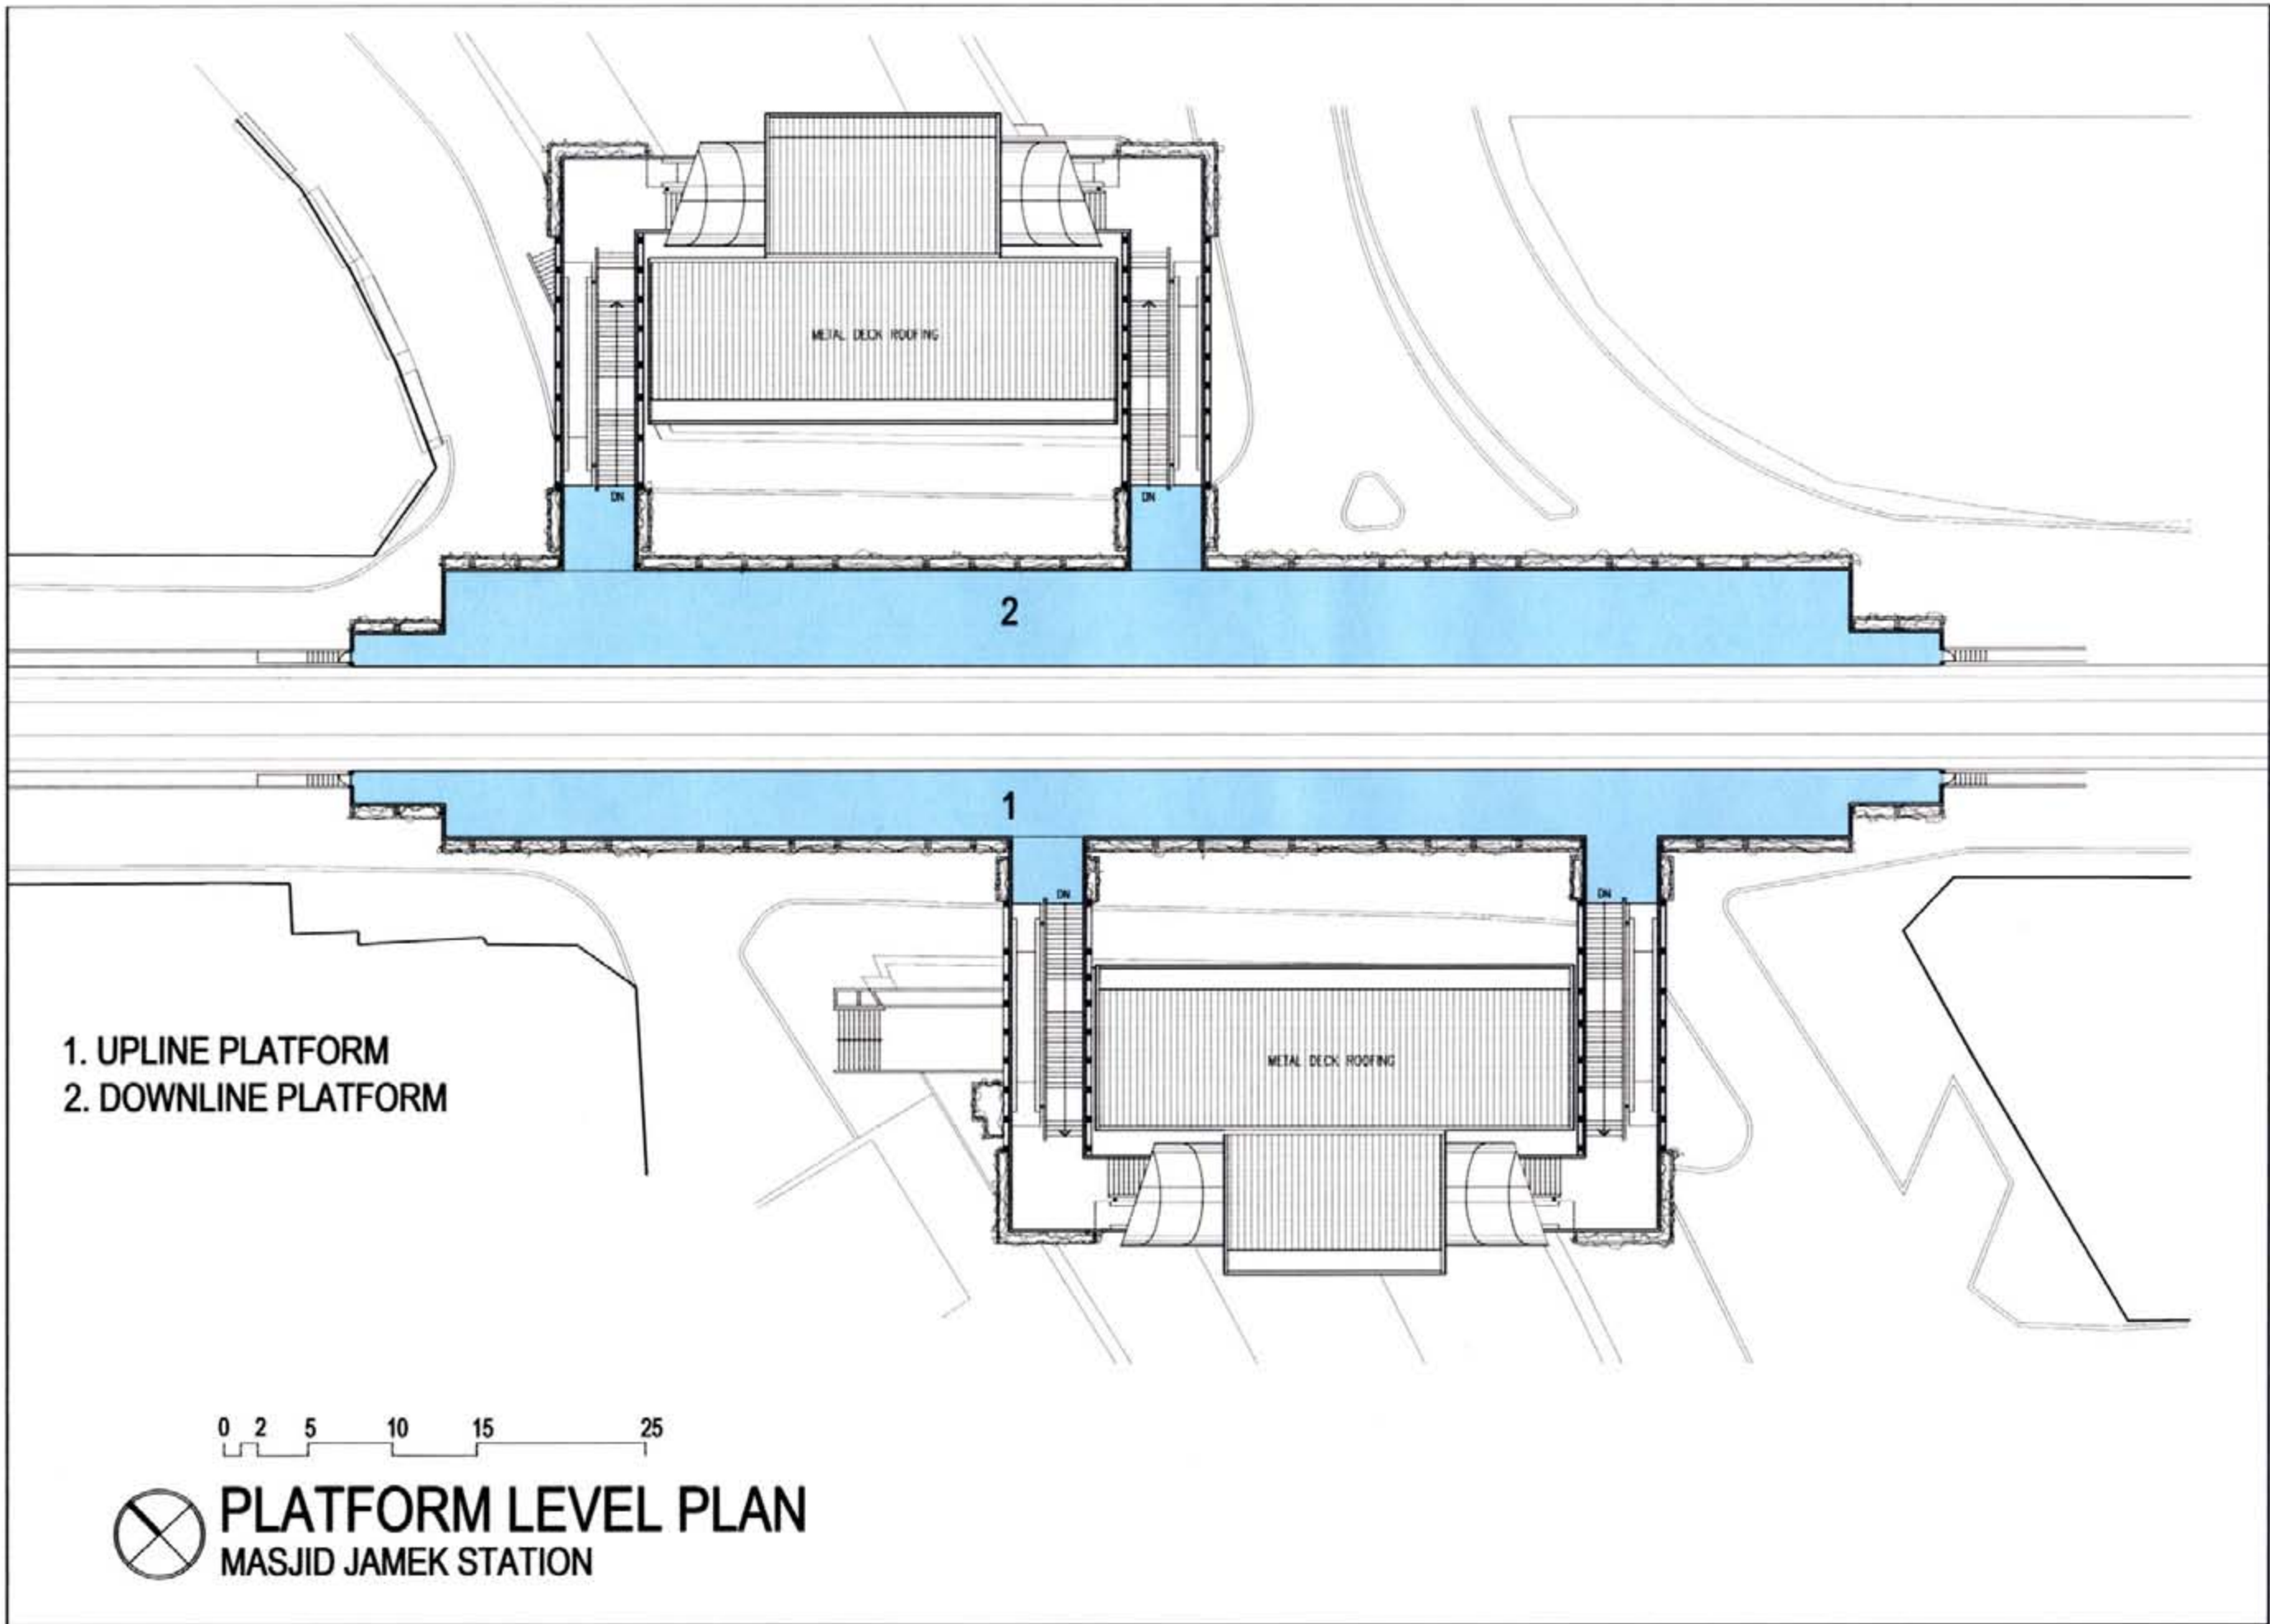 METAL DECK ROOFING
DN
DN
2
1
DN
DN
METAL DECK ROOFING
1. UPLINE PLATFORM
2. DOWNLINE PLATFORM
0 2 5 10 15 25
PLATFORM LEVEL PLAN
MASJID JAMEK STATION